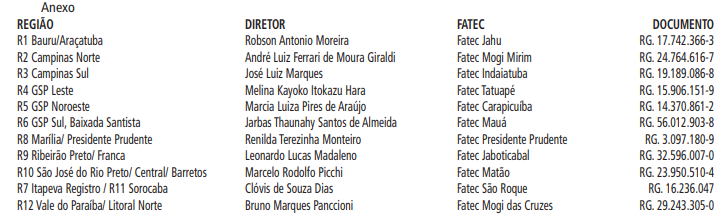 Anexo
REGIÃO DIRETOR FATEC DOCUMENTO
R1 Bauru/Araçatuba Robson Antonio Moreira Fatec Jahu RG. 17.742.366-3
R2 Campinas Norte André Luiz Ferrari de Moura Giraldi Fatec Mogi Mirim RG. 24.764.616-7
R3 Campinas Sul José Luiz Marques Fatec Indaiatuba RG. 19.189.086-8
R4 GSP Leste Melina Kayoko Itokazu Hara Fatec Tatuapé RG. 15.906.151-9
R5 GSP Noroeste Marcia Luiza Pires de Araújo Fatec Carapicuíba RG. 14.370.861-2
R6 GSP Sul, Baixada Santista Jarbas Thaunahy Santos de Almeida Fatec Mauá RG. 56.012.903-8
R8 Marília/ Presidente Prudente Renilda Terezinha Monteiro Fatec Presidente Prudente RG. 3.097.180-9
R9 Ribeirão Preto/ Franca Leonardo Lucas Madaleno Fatec Jaboticabal RG. 32.596.007-0
R10 São José do Rio Preto/ Central/ Barretos Marcelo Rodolfo Picchi Fatec Matão RG. 23.950.510-4
R7 Itapeva Registro / R11 Sorocaba Clóvis de Souza Dias Fatec São Roque RG. 16.236.047
R12 Vale do Paraíba/ Litoral Norte Bruno Marques Panccioni Fatec Mogi das Cruzes RG. 29.243.305-0